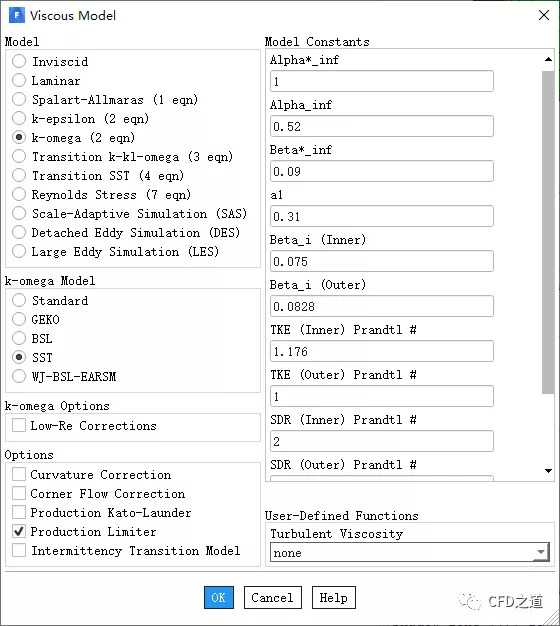 Viscous Model
Model
Inviscid
Laminar
Spalart-Allmaras (1 eqn)
k-epsilon (2 eqn)
k-omega (2 eqn)
Transition k-kl-omega (3 eqn)
Transition SST (4 eqn)
Reynolds Stress (7 eqn)
Scale-Adaptive Simulation (SAS)
Detached Eddy Simulation (DES)
Large Eddy Simulation (LES)
k-omega Model
Standard
GEKO
BSL
SST
WJ-BSL-EARSM
k-omega Options
Low-Re Corrections
Options
Curvature Correction
Corner Flow Correction
Production Kato-Launder
Production Limiter
Intermittency Transition Model
Model Constants
Alpha*_inf
1
Alpha_inf
0.52
Beta*_inf
0.09
a1
0.31
Beta_i (Inner)
0.075
Beta_i (Outer)
0.0828
TKE (Inner) Prandtl #
1.176
TKE (Outer) Prandtl #
1
SDR (Inner) Prandtl #
2
SDR (Outer) Prandtl #
User-Defined Functions
Turbulent Viscosity
none
OK
Cancel
Help
CFD之道